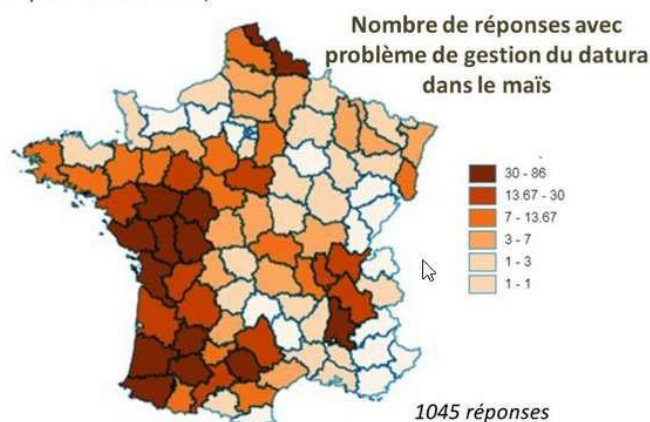 Nombre de réponses avec
problème de gestion du datura
dans le maïs
30 - 86
13.67 - 30
7 - 13.67
3 - 7
1 - 3
1 - 1
1045 réponses